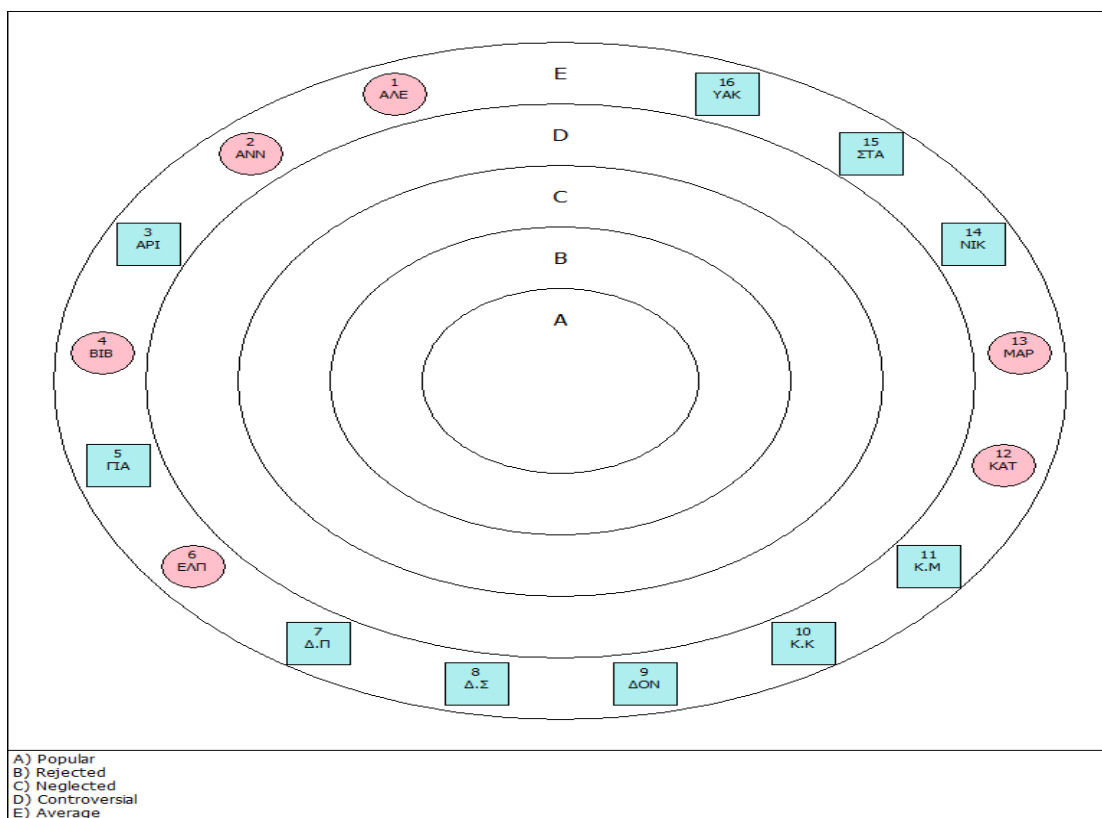 E
1
ΑΛΕ
16
ΥΑΚ
D
2
ΑΝΝ
15
ΣΤΑ
C
3
ΑΡΙ
14
ΝΙΚ
B
A
4
ΒΙΒ
13
ΜΑΡ
5
ΓΙΑ
12
ΚΑΤ
6
ΕΛΠ
11
Κ.Μ
7
Δ.Π
10
Κ.Κ
8
Δ.Σ
9
ΔΟΝ
A) Popular
B) Rejected
C) Neglected
D) Controversial
E) Average